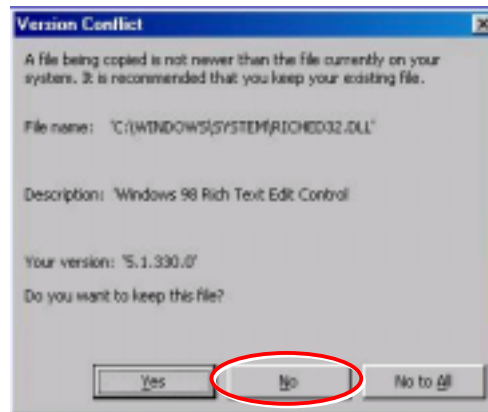 Version Conflict
A file being copied is not newer than the file currently on your
system. It is recommended that you keep your existing file.
File name: 'C:\WINDOWS\SYSTEM\RICHED32.DLL'
Description: 'Windows 98 Rich Text Edit Control
Your version: '5.1.330.0'
Do you want to keep this file?
Yes No No to All